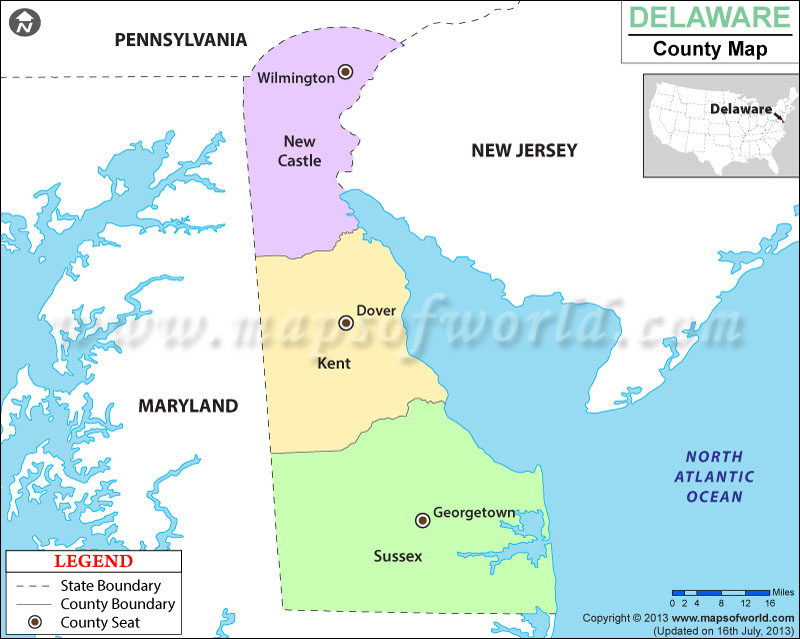 N
DELAWARE
County Map
PENNSYLVANIA
Wilmington
Delaware
New
Castle
NEW JERSEY
www.mapsofworld.com
Dover
Kent
MARYLAND
NORTH
ATLANTIC
OCEAN
Georgetown
Sussex
LEGEND
State Boundary
County Boundary
County Seat
Miles
0 2 4 8 12 16
Copyright © 2013 www.mapsofworld.com
(Updated on 16th July, 2013)